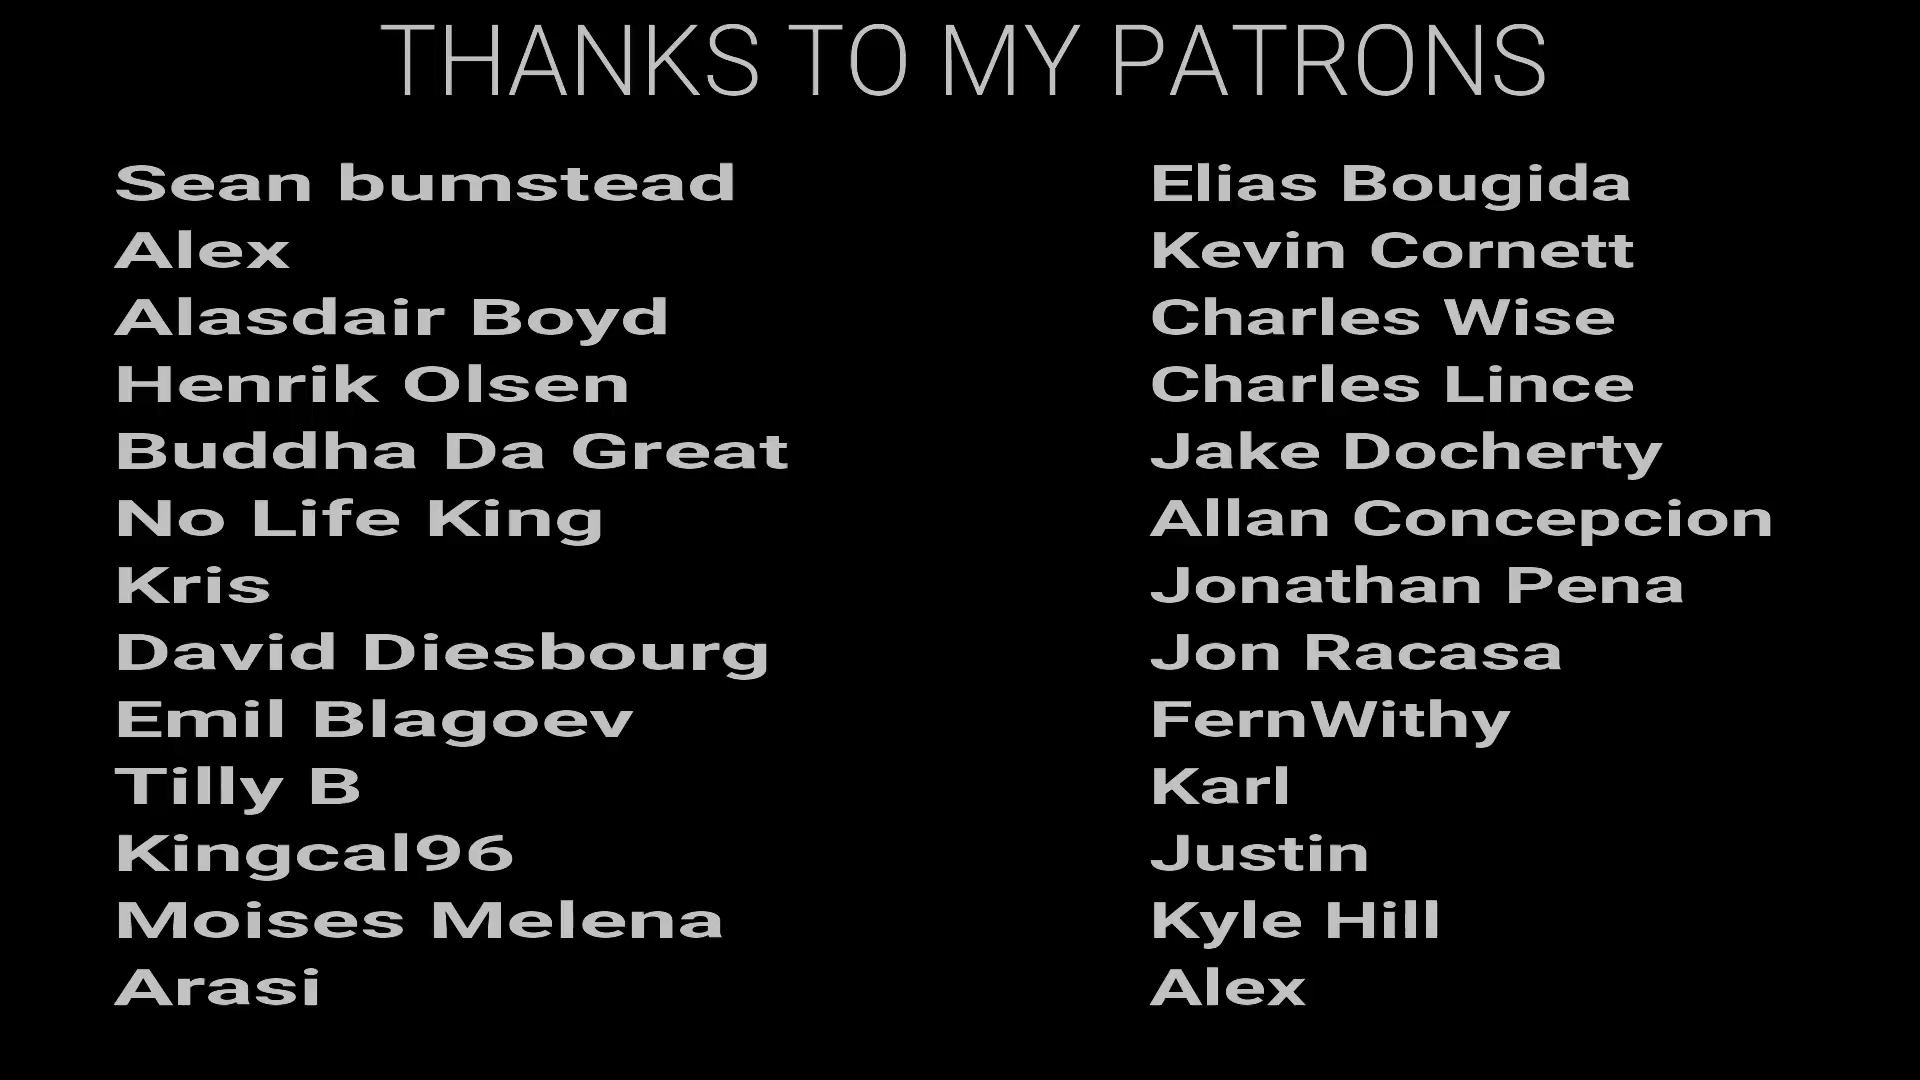 THANKS TO MY PATRONS
Sean bumstead
Alex
Alasdair Boyd
Henrik Olsen
Buddha Da Great
No Life King
Kris
David Diesbourg
Emil Blagoev
Tilly B
Kingcal96
Moises Melena
Arasi
Elias Bougida
Kevin Cornett
Charles Wise
Charles Lince
Jake Docherty
Allan Concepcion
Jonathan Pena
Jon Racasa
FernWithy
Karl
Justin
Kyle Hill
Alex